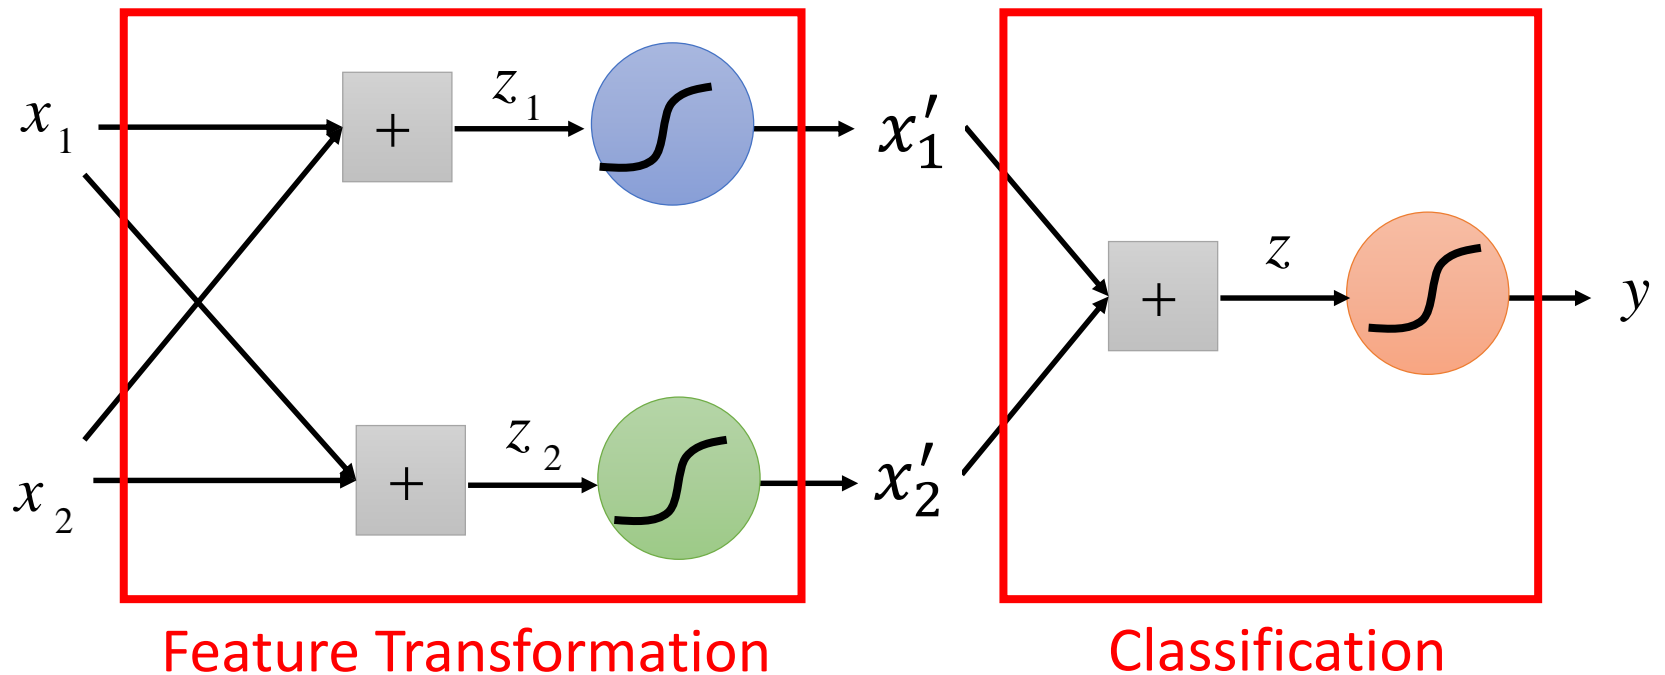 x₁
+
z₁
x′₁
x₂
+
z₂
x′₂
+
z
y
Feature Transformation
Classification